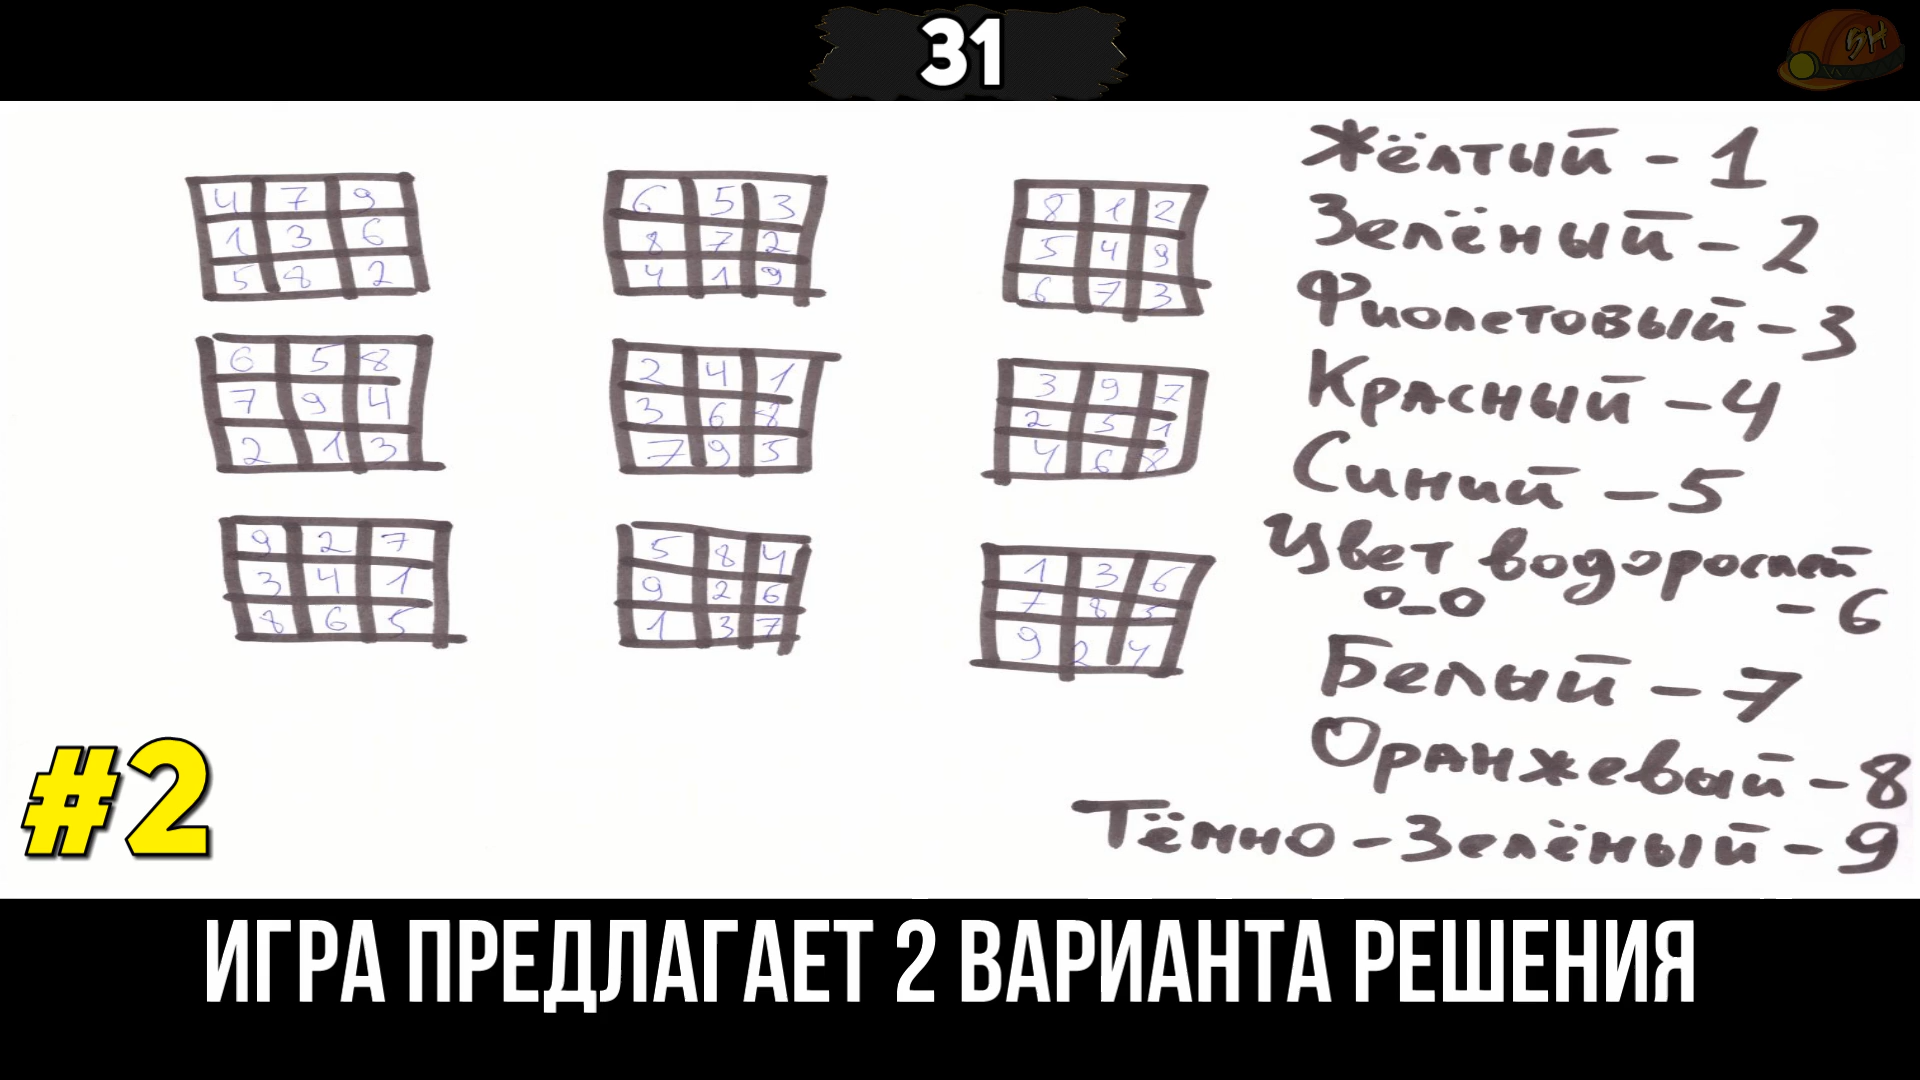 31
БН
4 7 9 6 5 3 8 1 2
1 3 6 8 7 2 5 4 9
5 8 2 4 1 9 6 7 3
6 5 8 2 4 1 3 9 7
7 9 4 3 6 8 2 5 1
2 1 3 7 9 5 4 6 8
9 2 7 5 8 4 1 3 6
3 4 1 9 2 6 7 8 5
8 6 5 1 3 7 9 2 4
Жёлтый - 1
Зелёный - 2
Фиолетовый - 3
Красный - 4
Синий - 5
Цвет водорослей
о_о - 6
Белый - 7
Оранжевый - 8
Тёмно-Зелёный - 9
#2
ИГРА ПРЕДЛАГАЕТ 2 ВАРИАНТА РЕШЕНИЯ